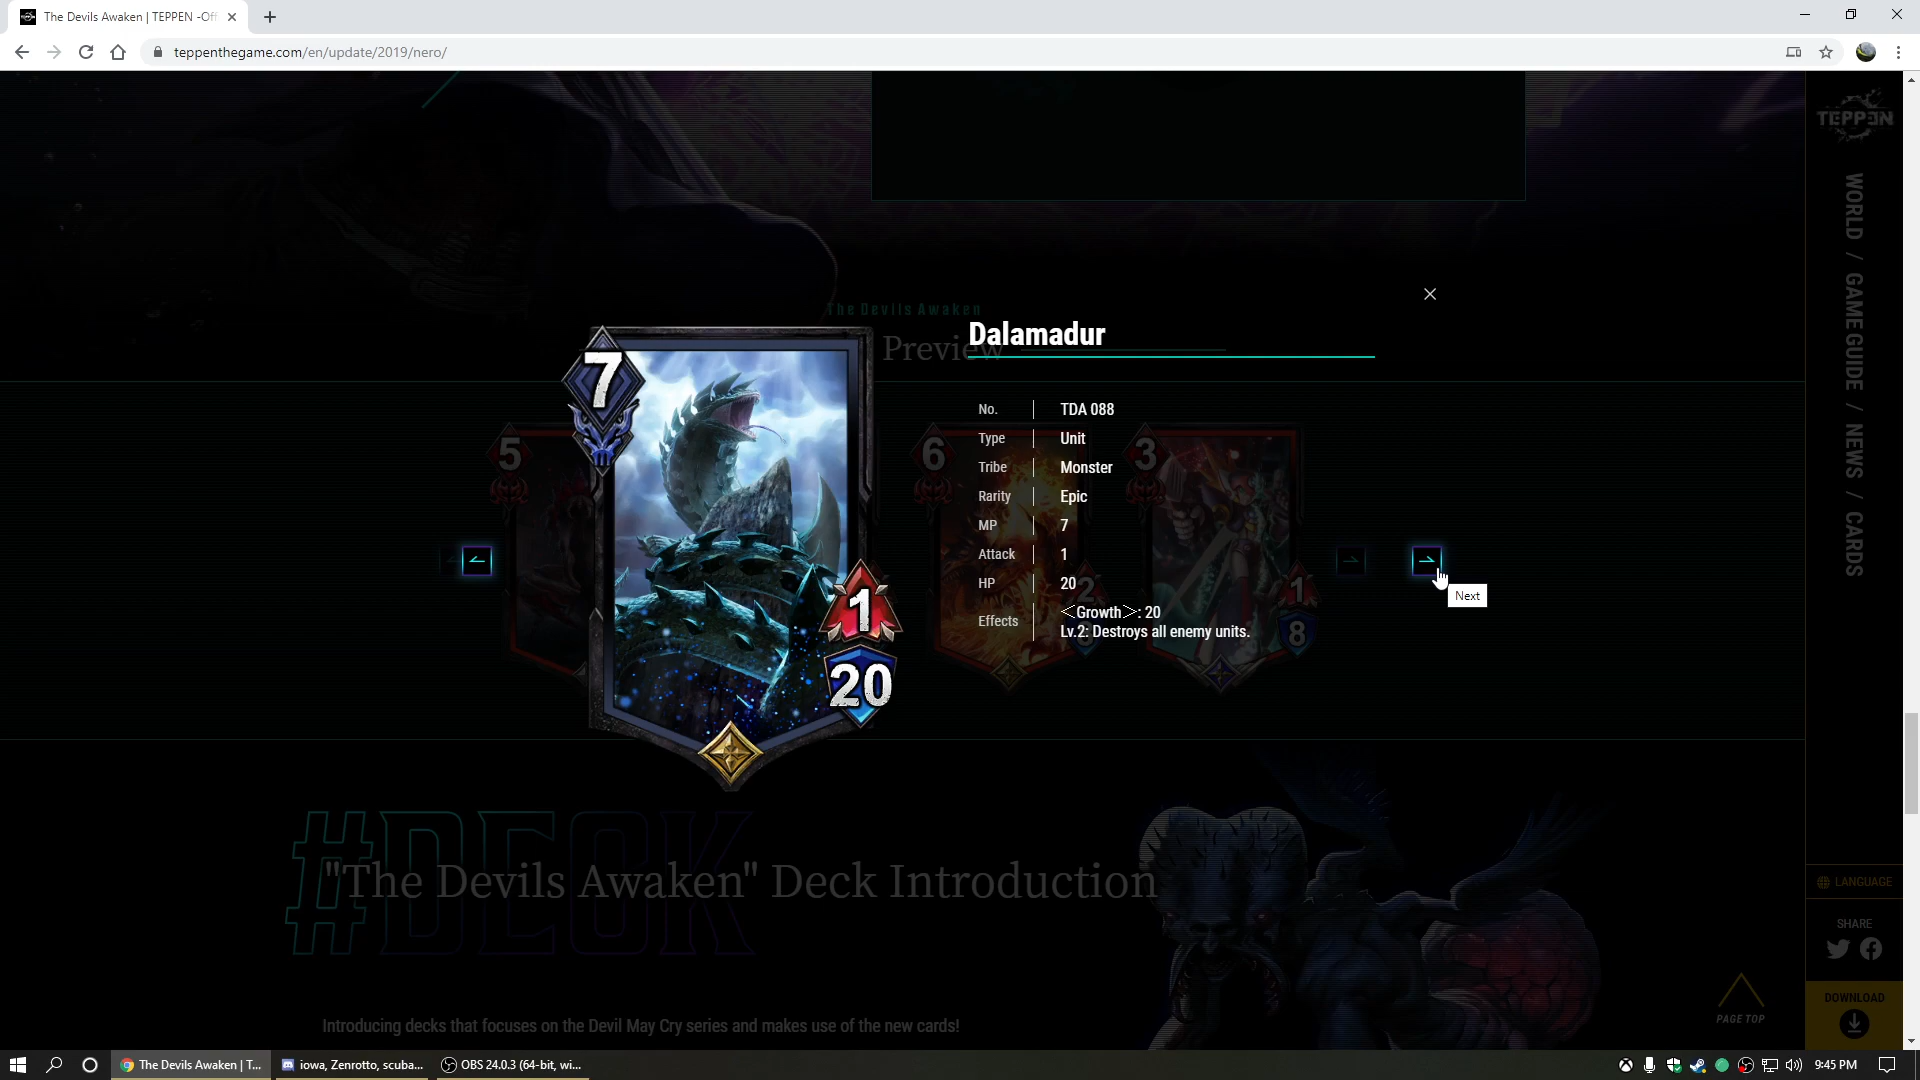 The Devils Awaken | TEPPEN -Off
teppenthegame.com/en/update/2019/nero/
TEPPEN
WORLD / GAME GUIDE / NEWS / CARDS
The Devils Awaken
Preview
Dalamadur
No. TDA 088
Type Unit
Tribe Monster
Rarity Epic
MP 7
Attack 1
HP 20
Effects <Growth>: 20
Lv.2: Destroys all enemy units.
7
1
20
5
6
2
3
1
8
Next
#DECK
"The Devils Awaken" Deck Introduction
Introducing decks that focuses on the Devil May Cry series and makes use of the new cards!
PAGE TOP
LANGUAGE
SHARE
DOWNLOAD
The Devils Awaken | T...
iowa, Zenrotto, scuba...
OBS 24.0.3 (64-bit, wi...
9:45 PM